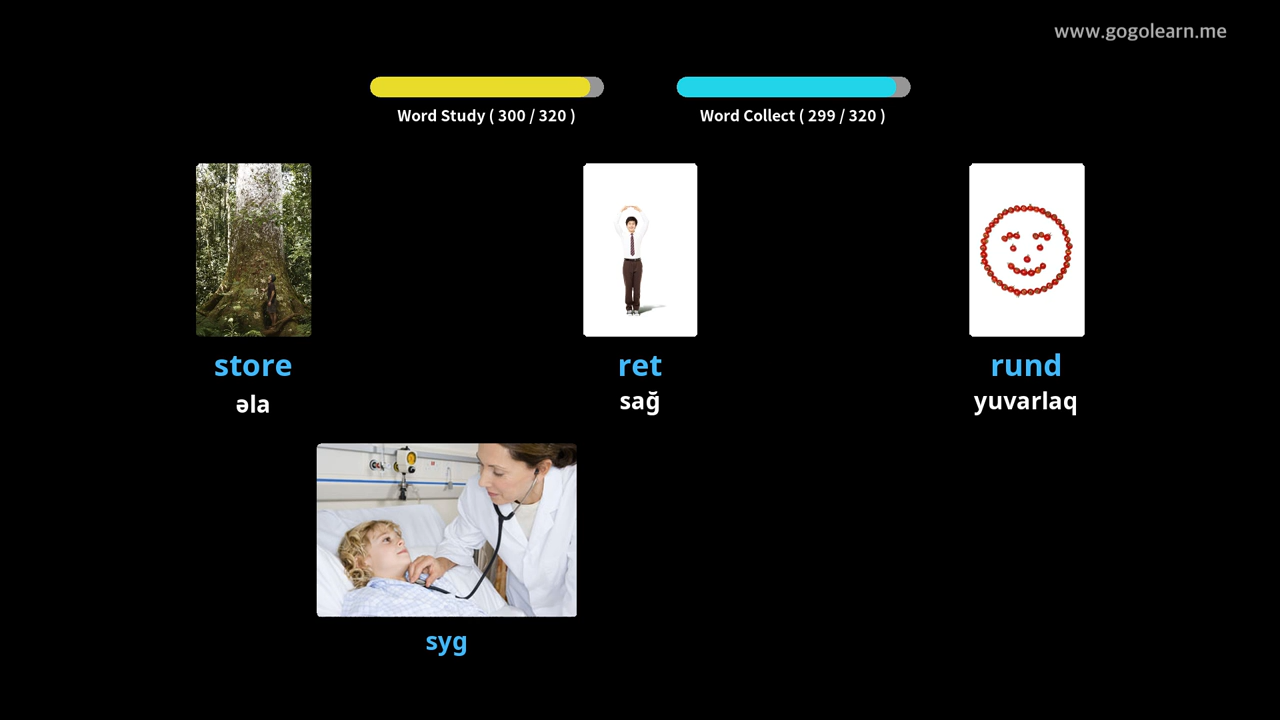 www.gogolearn.me
Word Study ( 300 / 320 )
Word Collect ( 299 / 320 )
store
əla
ret
sağ
rund
yuvarlaq
syg